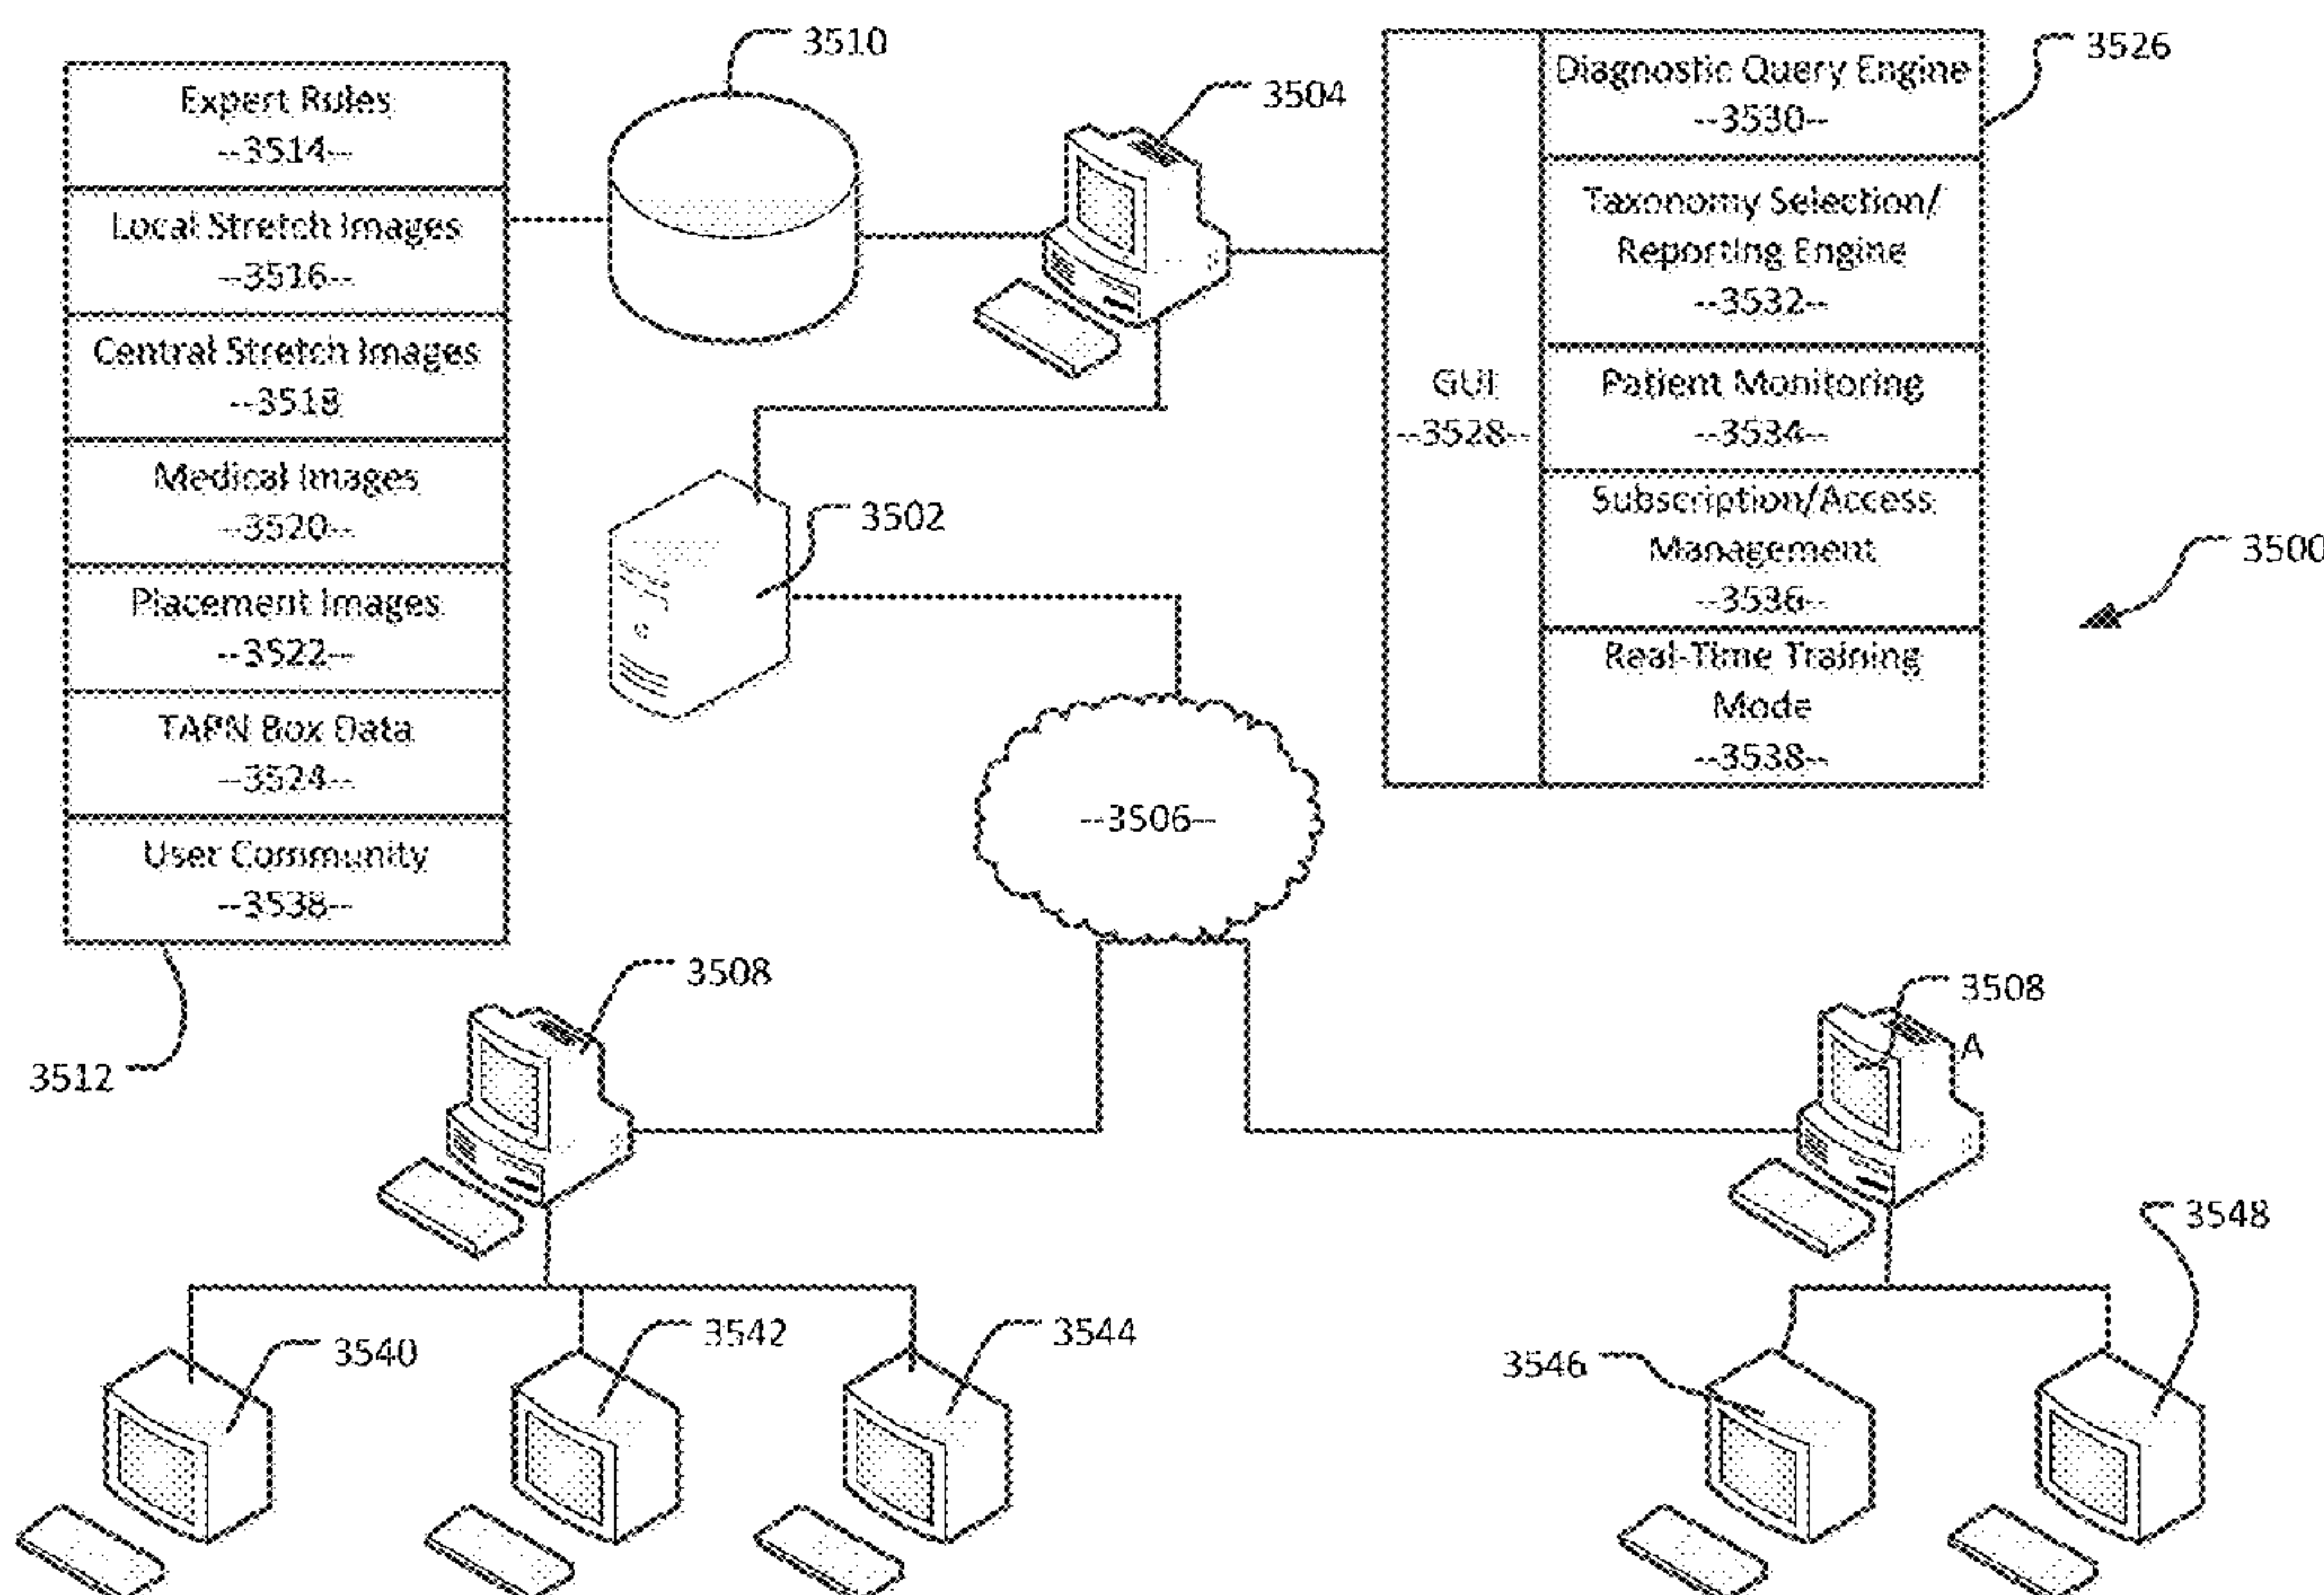 3510
3504
3526
Expert Rules
--3514--
Local Stretch Images
--3516--
Central Stretch Images
--3518
Medical Images
--3520--
Placement Images
--3522--
TAPN Box Data
--3524--
User Community
--3538--
3512
Diagnostic Query Engine
--3530--
Taxonomy Selection/
Reporting Engine
--3532--
GUI
--3528--
Patient Monitoring
--3534--
Subscription/Access
Management
--3536--
Real-Time Training
Mode
--3538--
3502
3500
--3506--
3508
3508
A
3548
3540
3542
3544
3546